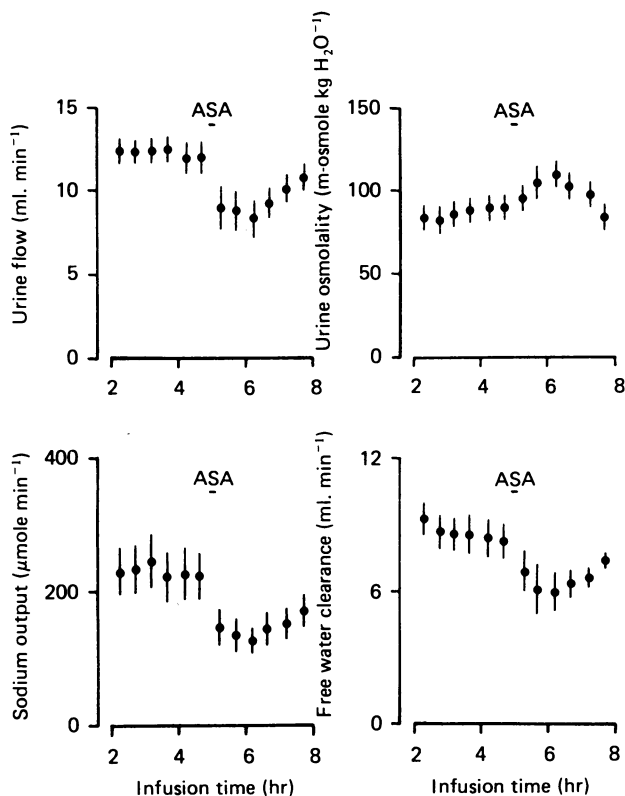 Urine flow (ml. min⁻¹)
15
10
5
0
ASA
2 4 6 8
Urine osmolality (m-osmole kg H₂O⁻¹)
150
100
50
0
ASA
2 4 6 8
Sodium output (μmole min⁻¹)
400
200
0
ASA
2 4 6 8
Infusion time (hr)
Free water clearance (ml. min⁻¹)
12
6
0
ASA
2 4 6 8
Infusion time (hr)